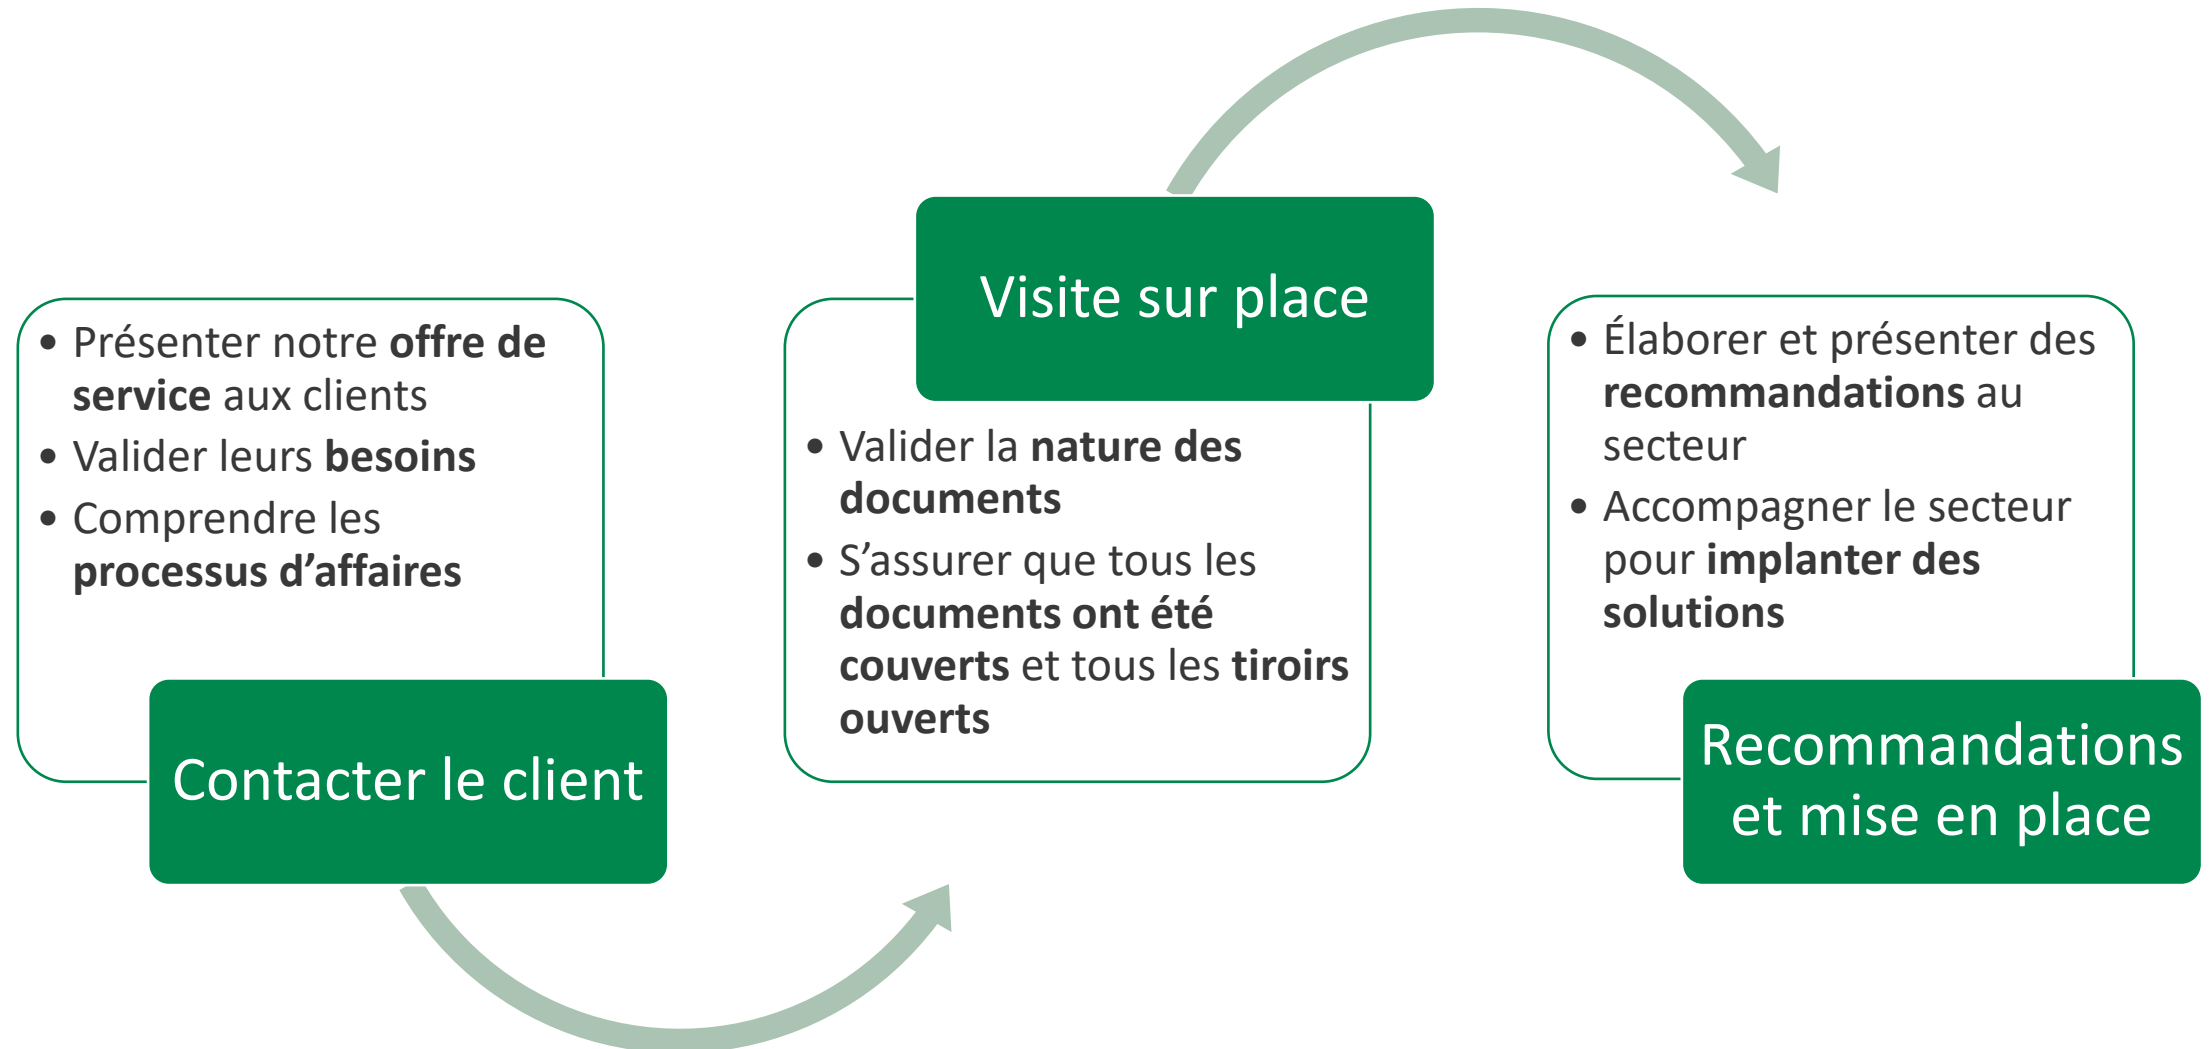 • Présenter notre offre de
service aux clients
• Valider leurs besoins
• Comprendre les
processus d’affaires
Contacter le client
Visite sur place
• Valider la nature des
documents
• S’assurer que tous les
documents ont été
couverts et tous les tiroirs
ouverts
• Élaborer et présenter des
recommandations au
secteur
• Accompagner le secteur
pour implanter des
solutions
Recommandations
et mise en place